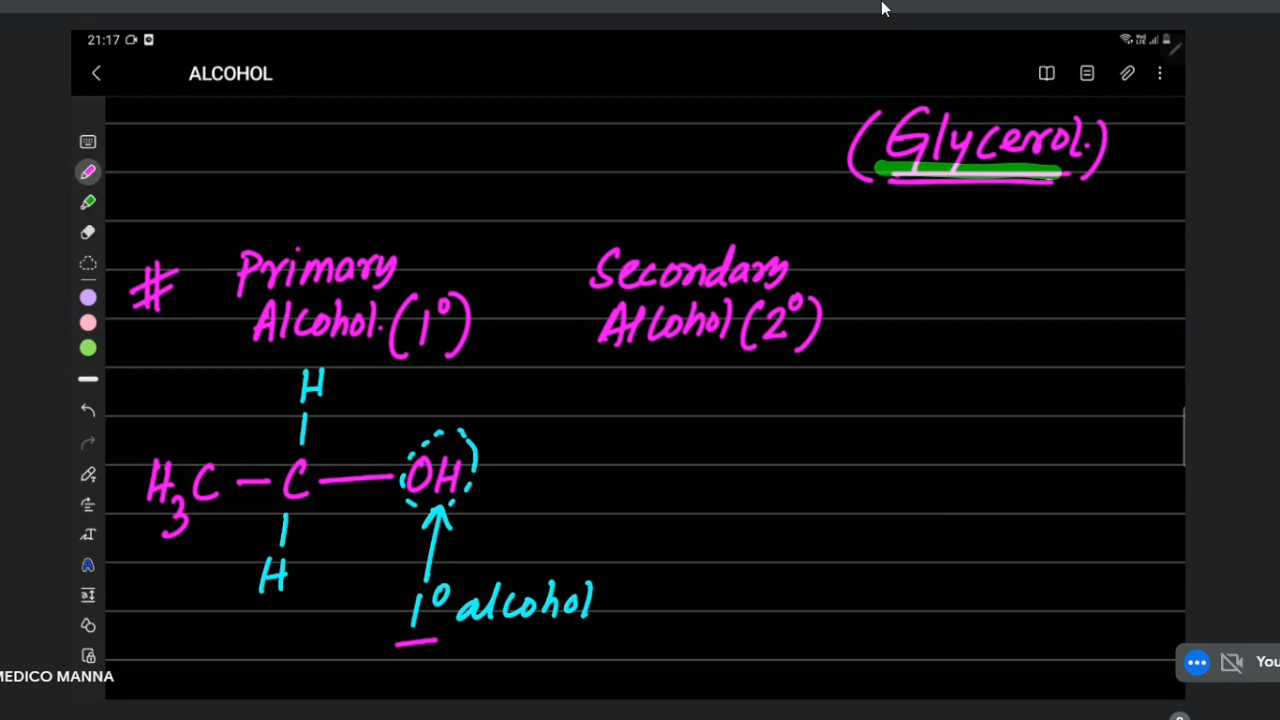 21:17
ALCOHOL
(Glycerol.)
# Primary Alcohol. (1°)
Secondary Alcohol (2°)
H
H3C – C — OH
H
1° alcohol
MEDICO MANNA
You